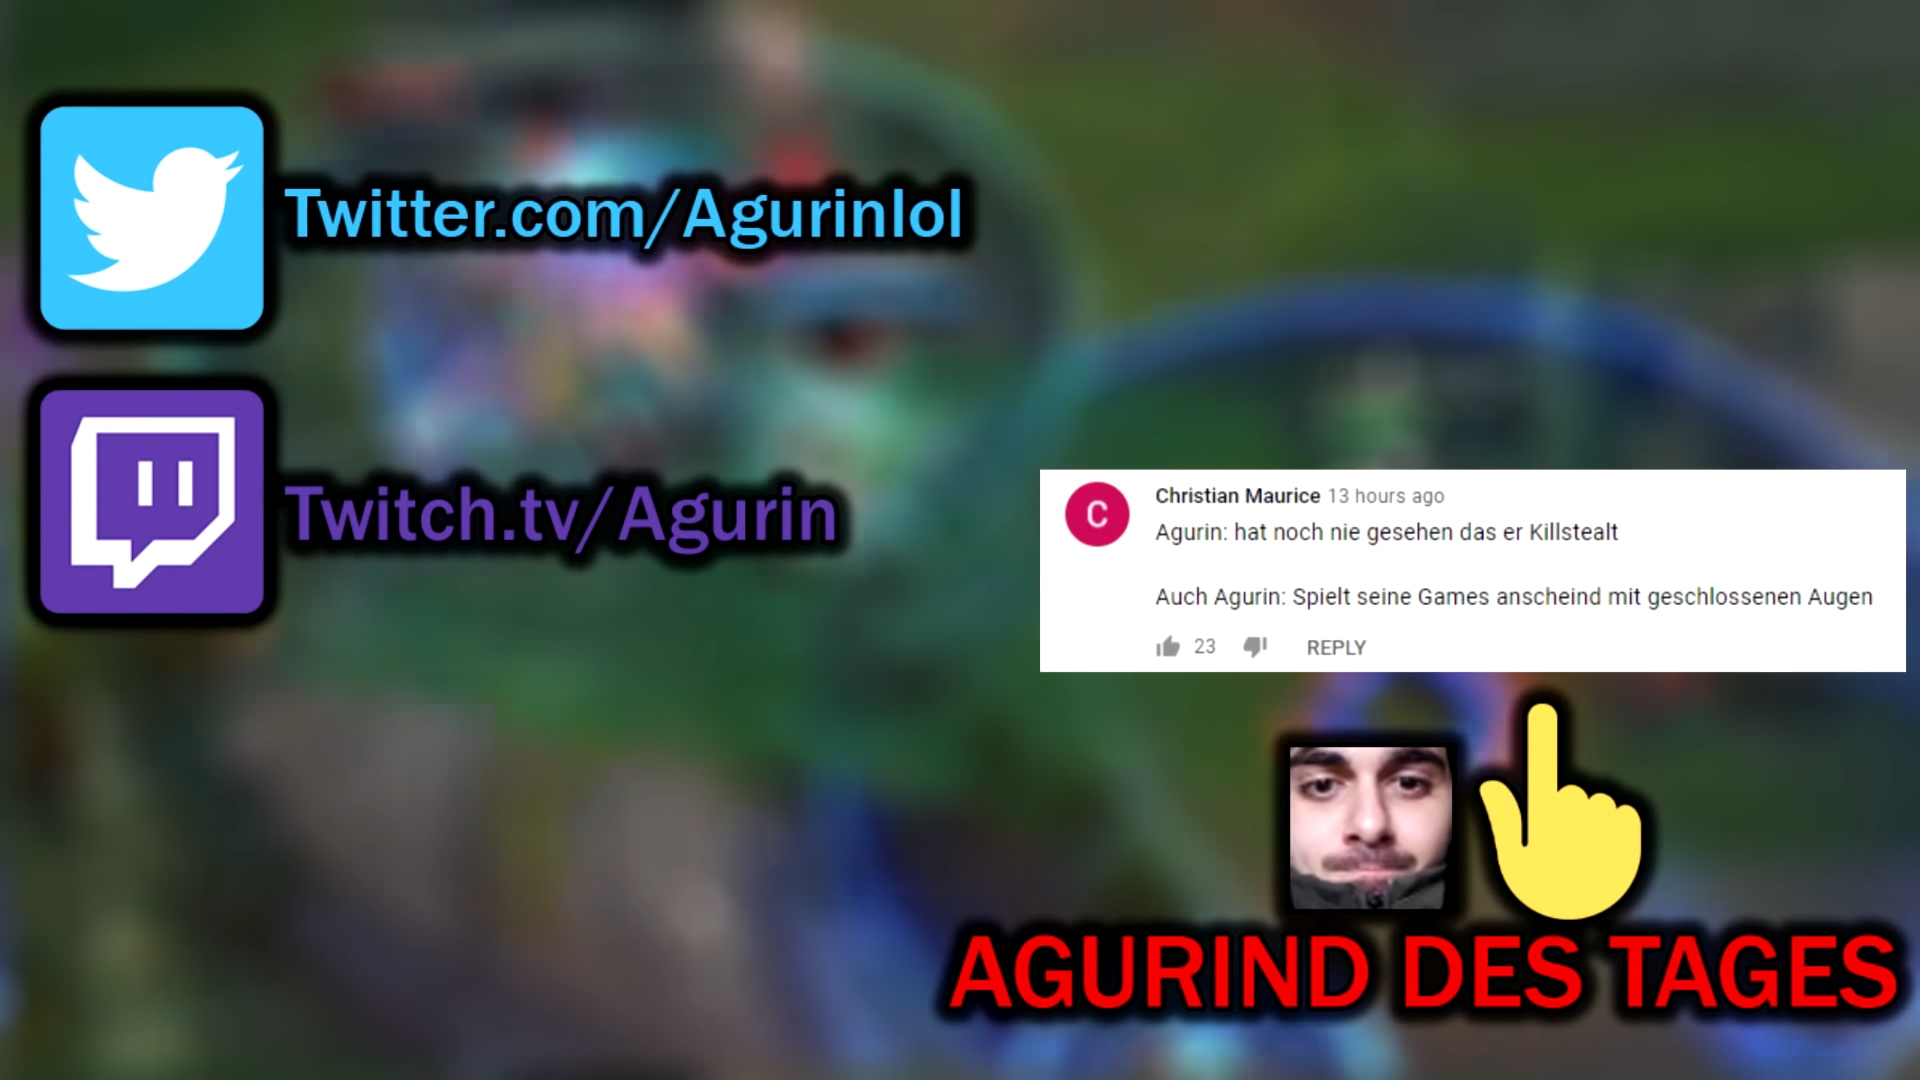 Twitter.com/Agurinlol
Twitch.tv/Agurin
C
Christian Maurice 13 hours ago
Agurin: hat noch nie gesehen das er Killstealt
Auch Agurin: Spielt seine Games anscheind mit geschlossenen Augen
23 REPLY
AGURIND DES TAGES